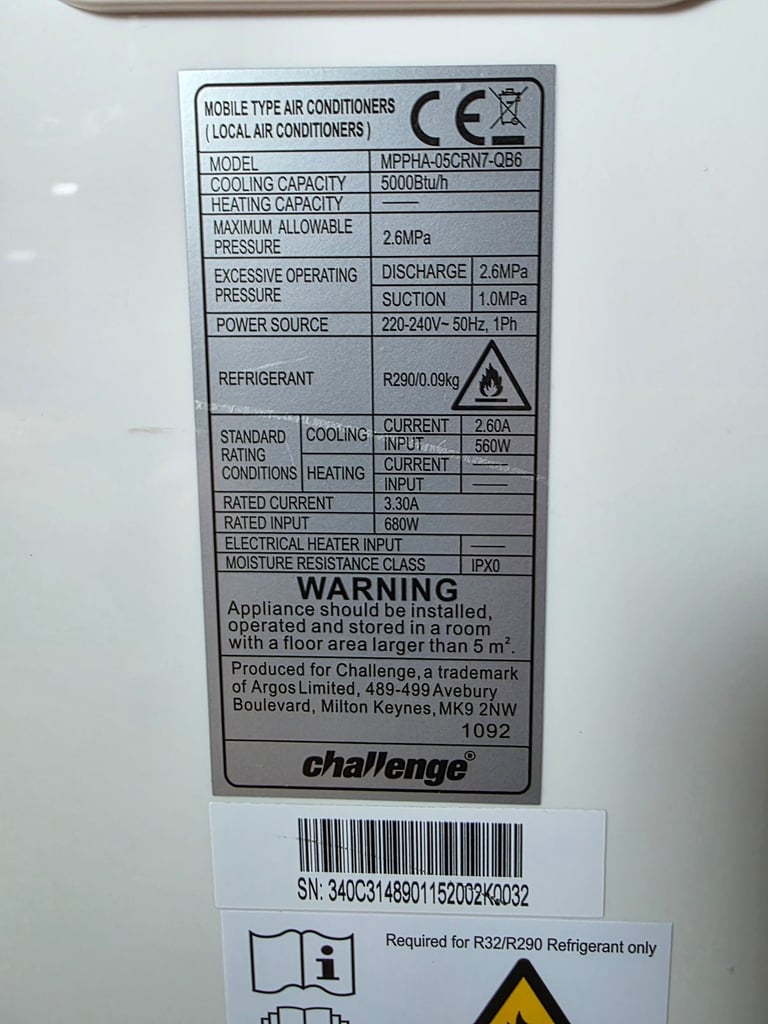 MOBILE TYPE AIR CONDITIONERS
( LOCAL AIR CONDITIONERS )
CE
MODEL MPPHA-05CRN7-QB6
COOLING CAPACITY 5000Btu/h
HEATING CAPACITY ——
MAXIMUM ALLOWABLE
PRESSURE 2.6MPa
EXCESSIVE OPERATING
PRESSURE
DISCHARGE 2.6MPa
SUCTION 1.0MPa
POWER SOURCE 220-240V~ 50Hz, 1Ph
REFRIGERANT R290/0.09kg
STANDARD
RATING
CONDITIONS
COOLING CURRENT 2.60A
INPUT 560W
HEATING CURRENT ——
INPUT ——
RATED CURRENT 3.30A
RATED INPUT 680W
ELECTRICAL HEATER INPUT ——
MOISTURE RESISTANCE CLASS IPX0
WARNING
Appliance should be installed,
operated and stored in a room
with a floor area larger than 5 m².
Produced for Challenge, a trademark
of Argos Limited, 489-499 Avebury
Boulevard, Milton Keynes, MK9 2NW
1092
challenge®
SN: 340C3148901152002K0032
i
Required for R32/R290 Refrigerant only